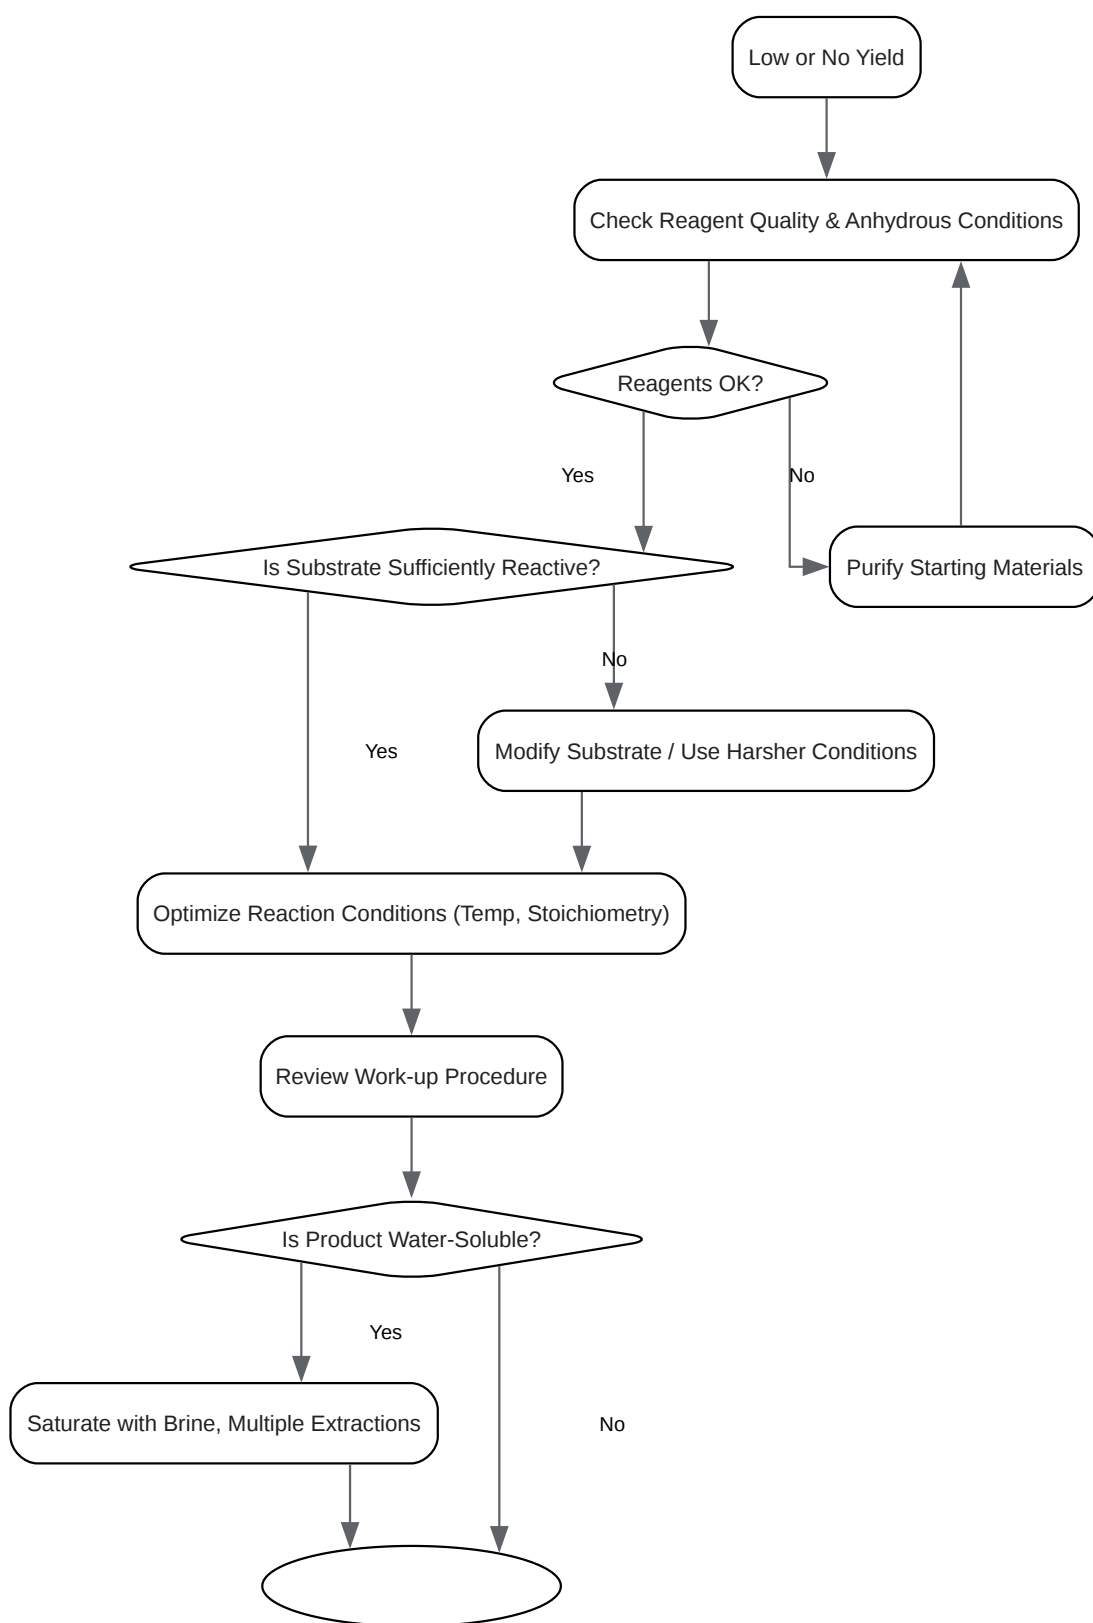 Low or No Yield
Check Reagent Quality & Anhydrous Conditions
Reagents OK?
Yes
No
Is Substrate Sufficiently Reactive?
Purify Starting Materials
No
Yes
Modify Substrate / Use Harsher Conditions
Optimize Reaction Conditions (Temp, Stoichiometry)
Review Work-up Procedure
Is Product Water-Soluble?
Yes
Saturate with Brine, Multiple Extractions
No